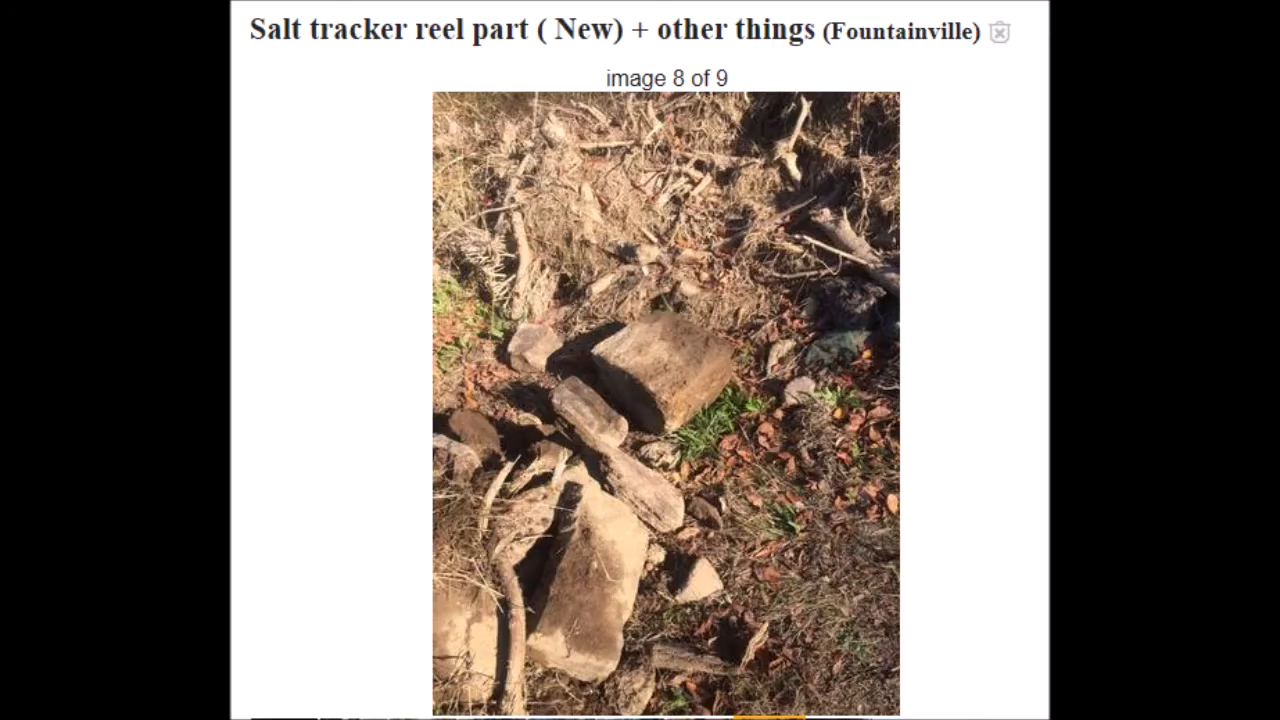 Salt tracker reel part ( New) + other things (Fountainville)
image 8 of 9